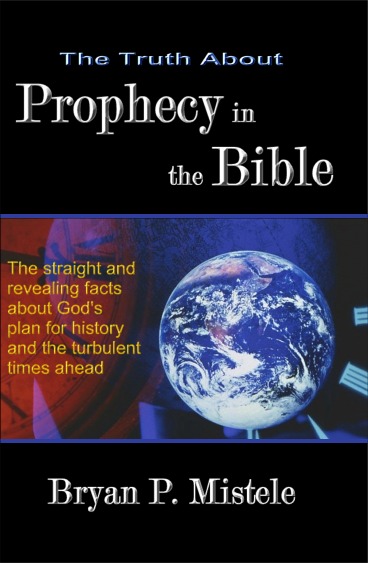 The Truth About
Prophecy in
the Bible
The straight and
revealing facts
about God's
plan for history
and the turbulent
times ahead
Bryan P. Mistele